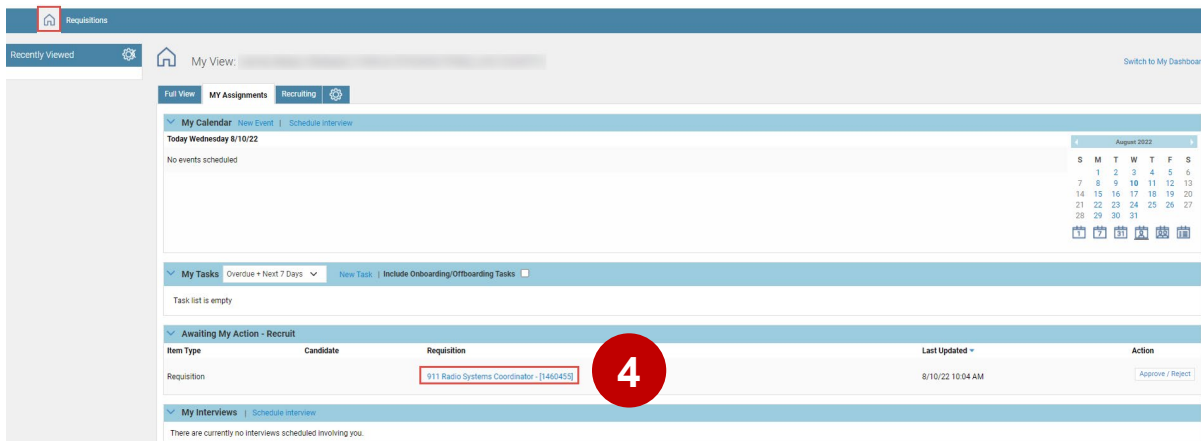 Requisitions
Recently Viewed
My View:
Switch to My Dashboar
Full View MY Assignments Recruiting
My Calendar New Event | Schedule Interview
Today Wednesday 8/10/22
No events scheduled
August 2022
S M T W T F S
1 2 3 4 5 6
7 8 9 10 11 12 13
14 15 16 17 18 19 20
21 22 23 24 25 26 27
28 29 30 31
1 7 31
My Tasks Overdue + Next 7 Days New Task | Include Onboarding/Offboarding Tasks
Task list is empty
Awaiting My Action - Recruit
Item Type Candidate Requisition Last Updated Action
Requisition 911 Radio Systems Coordinator - [1460455] 4 8/10/22 10:04 AM Approve / Reject
My Interviews | Schedule Interview
There are currently no interviews scheduled involving you.